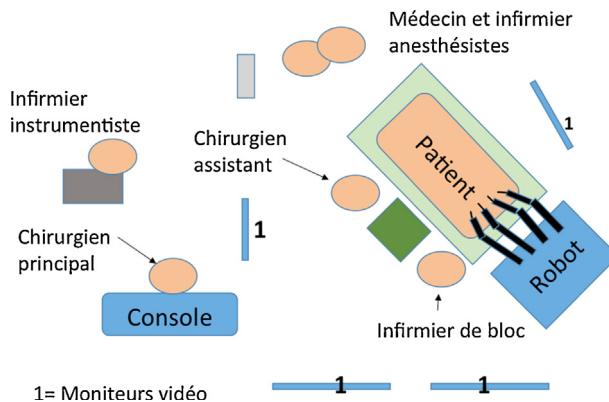 Médecin et infirmier
anesthésistes
Infirmier
instrumentiste
1
Chirurgien
assistant
Patient
1
Chirurgien
principal
Robot
Console
Infirmier de bloc
1
1
1= Moniteurs vidéo